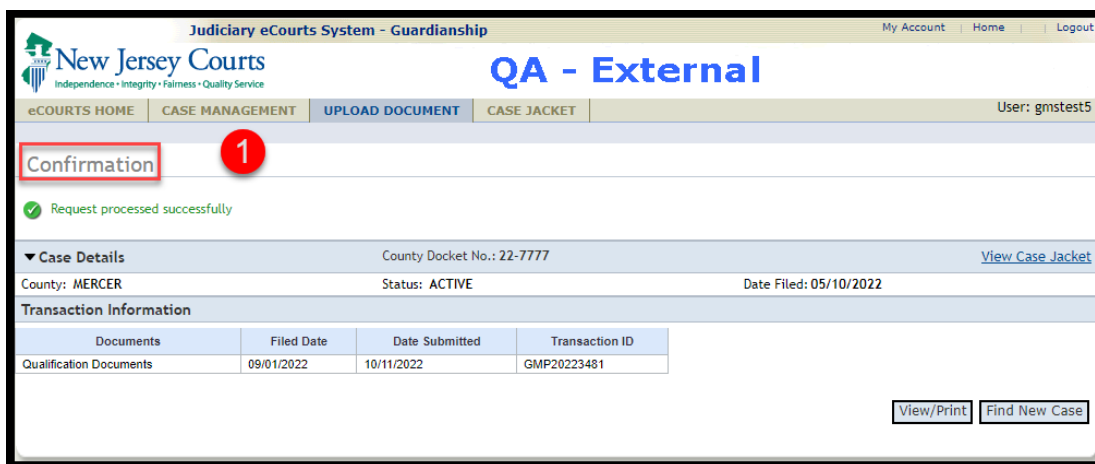 Judiciary eCourts System - Guardianship My Account | Home | | Logout
New Jersey Courts
Independence • Integrity • Fairness • Quality Service
QA - External
eCOURTS HOME CASE MANAGEMENT UPLOAD DOCUMENT CASE JACKET User: gmstest5
Confirmation 1
Request processed successfully
▼Case Details County Docket No.: 22-7777 View Case Jacket
County: MERCER Status: ACTIVE Date Filed: 05/10/2022
Transaction Information
Documents Filed Date Date Submitted Transaction ID
Qualification Documents 09/01/2022 10/11/2022 GMP20223481
View/Print Find New Case